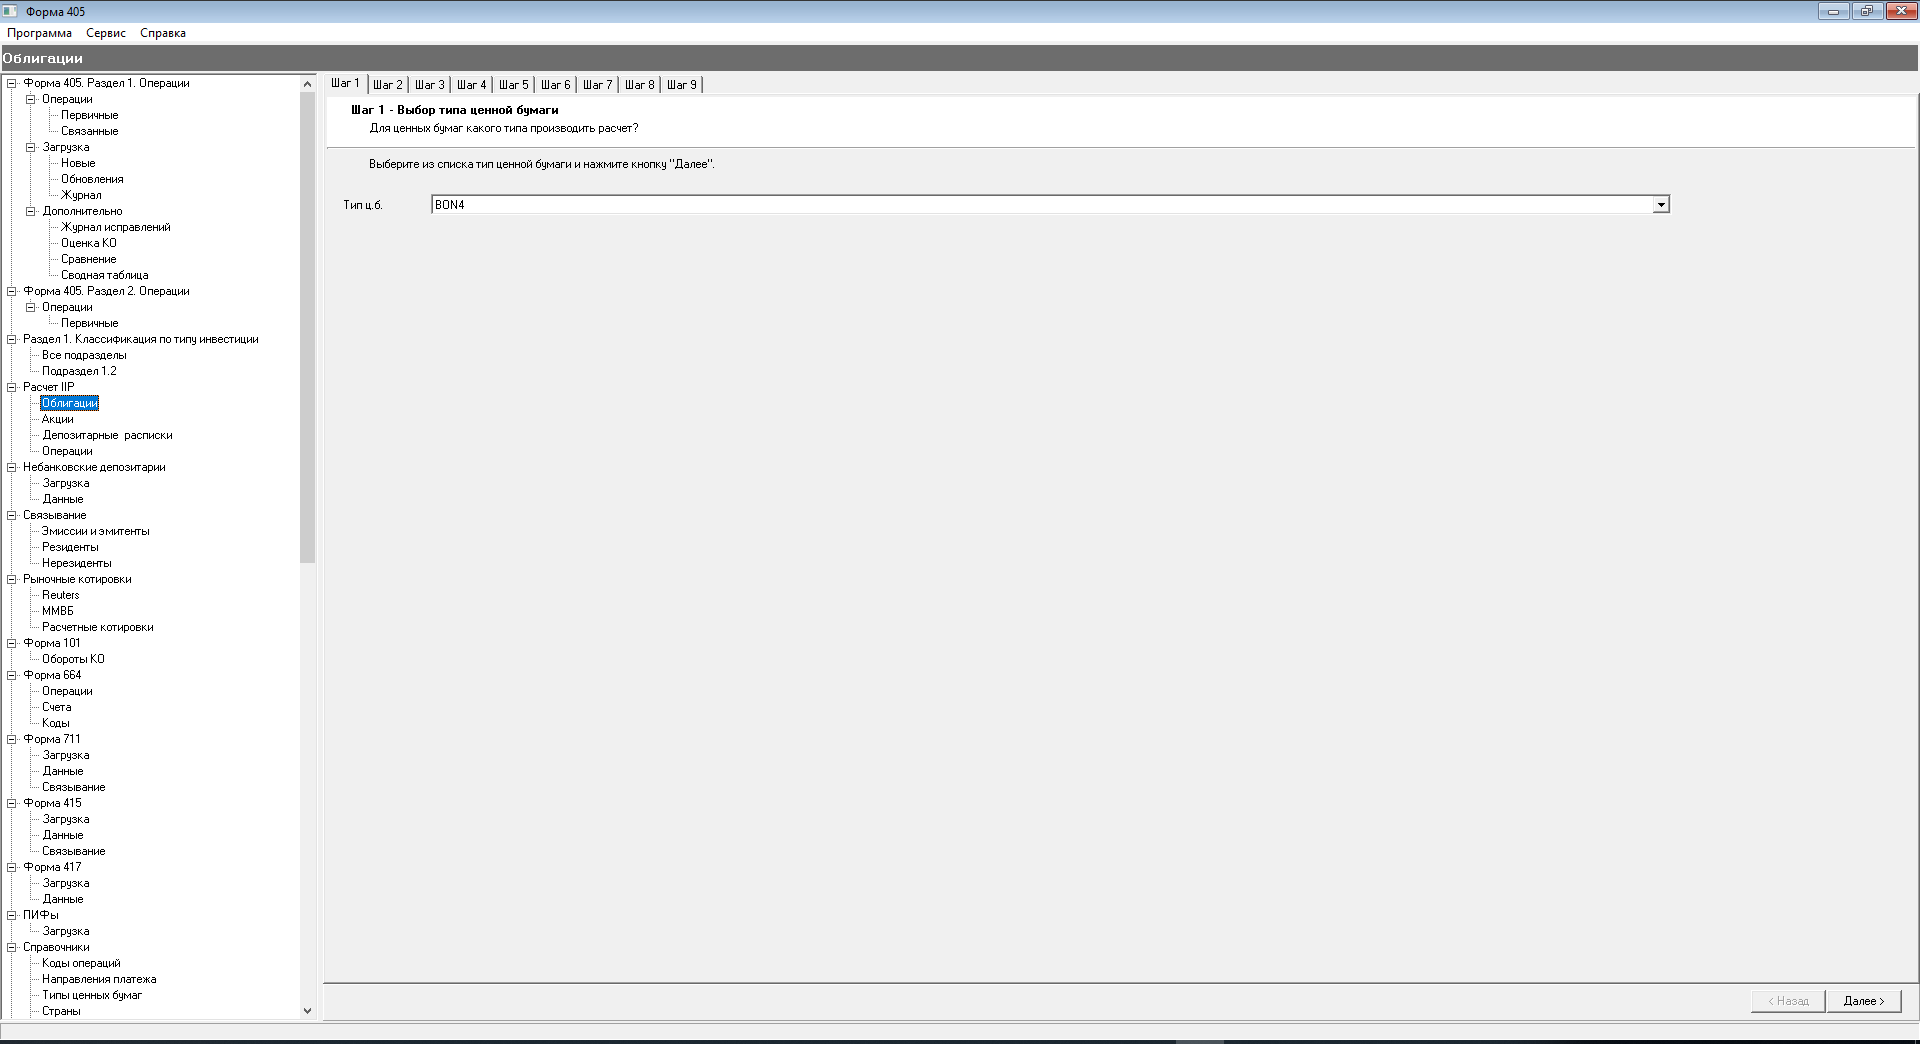 Форма 405
Программа Сервис Справка
Облигации
Форма 405. Раздел 1. Операции
Операции
Первичные
Связанные
Загрузка
Новые
Обновления
Журнал
Дополнительно
Журнал исправлений
Оценка КО
Сравнение
Сводная таблица
Форма 405. Раздел 2. Операции
Операции
Первичные
Раздел 1. Классификация по типу инвестиции
Все подразделы
Подраздел 1.2
Расчет IIP
Облигации
Акции
Депозитарные расписки
Операции
Небанковские депозитарии
Загрузка
Данные
Связывание
Эмиссии и эмитенты
Резиденты
Нерезиденты
Рыночные котировки
Reuters
ММВБ
Расчетные котировки
Форма 101
Обороты КО
Форма 664
Операции
Счета
Коды
Форма 711
Загрузка
Данные
Связывание
Форма 415
Загрузка
Данные
Связывание
Форма 417
Загрузка
Данные
ПИФы
Загрузка
Справочники
Коды операций
Направления платежа
Типы ценных бумаг
Страны
Шаг 1 Шаг 2 Шаг 3 Шаг 4 Шаг 5 Шаг 6 Шаг 7 Шаг 8 Шаг 9
Шаг 1 - Выбор типа ценной бумаги
Для ценных бумаг какого типа производить расчет?
Выберите из списка тип ценной бумаги и нажмите кнопку "Далее".
Тип ц.б. BON4
< Назад Далее >